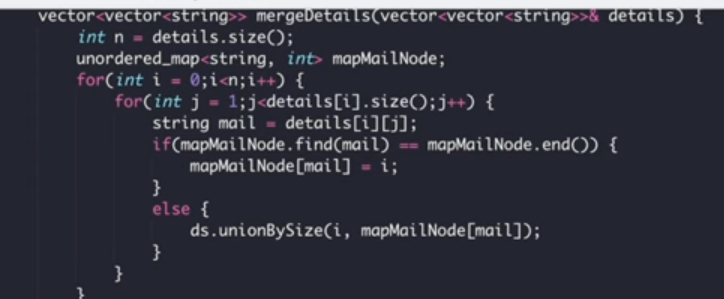 vector<vector<string>> mergeDetails(vector<vector<string>>& details) {
int n = details.size();
unordered_map<string, int> mapMailNode;
for(int i = 0;i<n;i++) {
for(int j = 1;j<details[i].size();j++) {
string mail = details[i][j];
if(mapMailNode.find(mail) == mapMailNode.end()) {
mapMailNode[mail] = i;
}
else {
ds.unionBySize(i, mapMailNode[mail]);
}
}
}